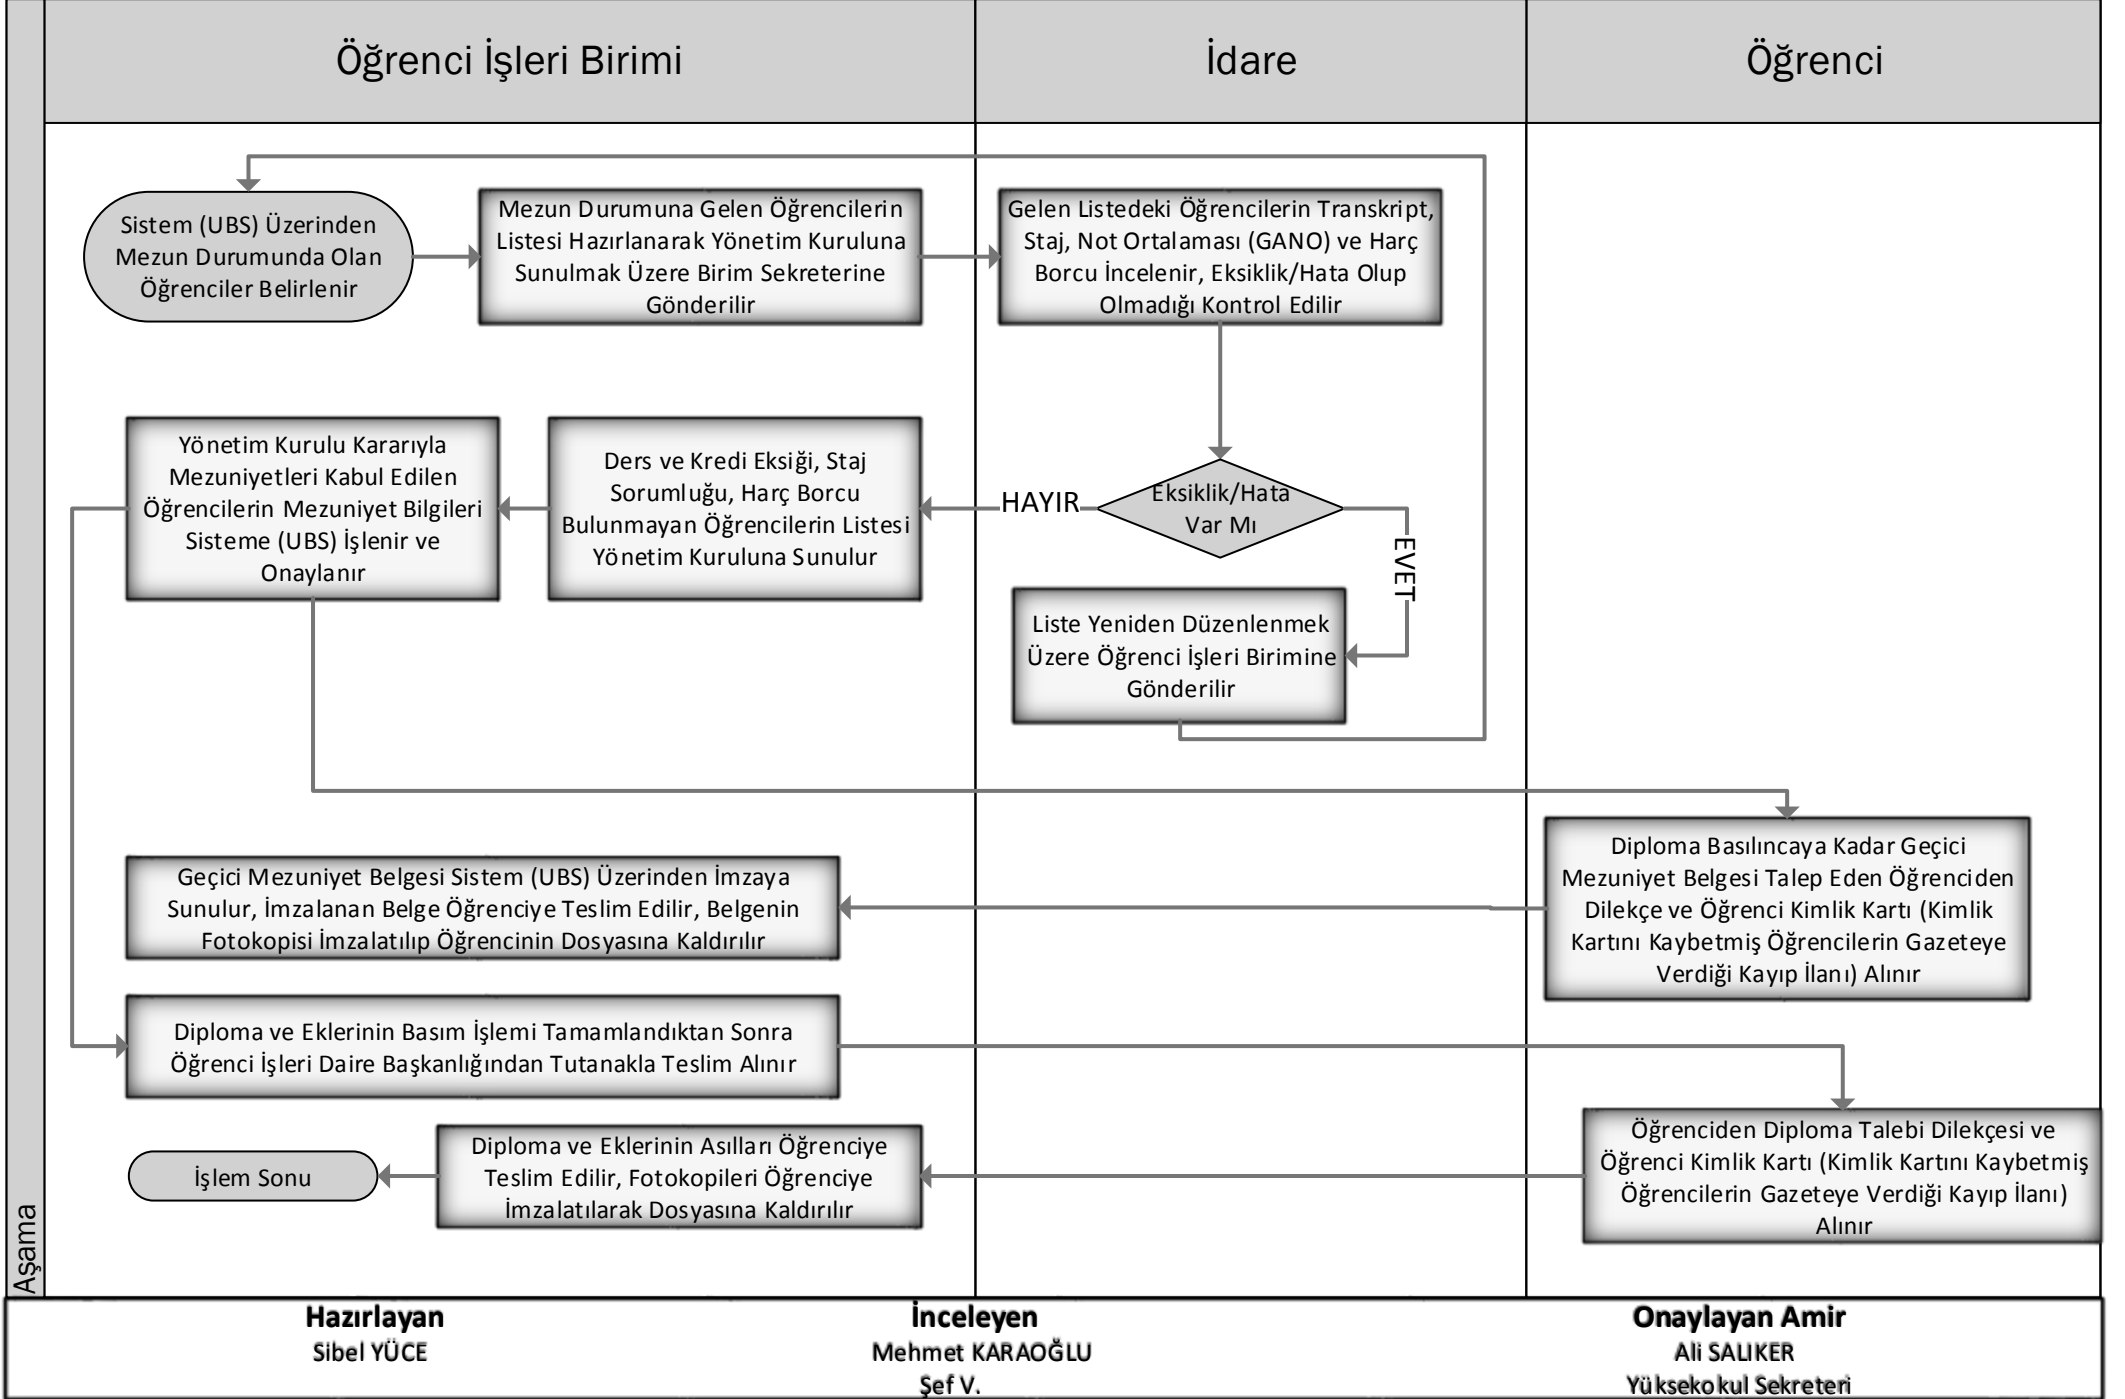 Öğrenci İşleri Birimi
İdare
Öğrenci
Sistem (UBS) Üzerinden
Mezun Durumunda Olan
Öğrenciler Belirlenir
Mezun Durumuna Gelen Öğrencilerin
Listesi Hazırlanarak Yönetim Kuruluna
Sunulmak Üzere Birim Sekreterine
Gönderilir
Gelen Listedeki Öğrencilerin Transkript,
Staj, Not Ortalaması (GANO) ve Harç
Borcu İncelenir, Eksiklik/Hata Olup
Olmadığı Kontrol Edilir
Yönetim Kurulu Kararıyla
Mezuniyetleri Kabul Edilen
Öğrencilerin Mezuniyet Bilgileri
Sisteme (UBS) İşlenir ve
Onaylanır
Ders ve Kredi Eksiği, Staj
Sorumluğu, Harç Borcu
Bulunmayan Öğrencilerin Listesi
Yönetim Kuruluna Sunulur
HAYIR
Eksiklik/Hata
Var Mı
EVET
Liste Yeniden Düzenlenmek
Üzere Öğrenci İşleri Birimine
Gönderilir
Diploma Basılıncaya Kadar Geçici
Mezuniyet Belgesi Talep Eden Öğrenciden
Dilekçe ve Öğrenci Kimlik Kartı (Kimlik
Kartını Kaybetmiş Öğrencilerin Gazeteye
Verdiği Kayıp İlanı) Alınır
Geçici Mezuniyet Belgesi Sistem (UBS) Üzerinden İmzaya
Sunulur, İmzalanan Belge Öğrenciye Teslim Edilir, Belgenin
Fotokopisi İmzalatılıp Öğrencinin Dosyasına Kaldırılır
Diploma ve Eklerinin Basım İşlemi Tamamlandıktan Sonra
Öğrenci İşleri Daire Başkanlığından Tutanakla Teslim Alınır
Öğrenciden Diploma Talebi Dilekçesi ve
Öğrenci Kimlik Kartı (Kimlik Kartını Kaybetmiş
Öğrencilerin Gazeteye Verdiği Kayıp İlanı)
Alınır
Diploma ve Eklerinin Asılları Öğrenciye
Teslim Edilir, Fotokopileri Öğrenciye
İmzalatılarak Dosyasına Kaldırılır
İşlem Sonu
Aşama
Hazırlayan
Sibel YÜCE
İnceleyen
Mehmet KARAOĞLU
Şef V.
Onaylayan Amir
Ali SALIKER
Yüksekokul Sekreteri